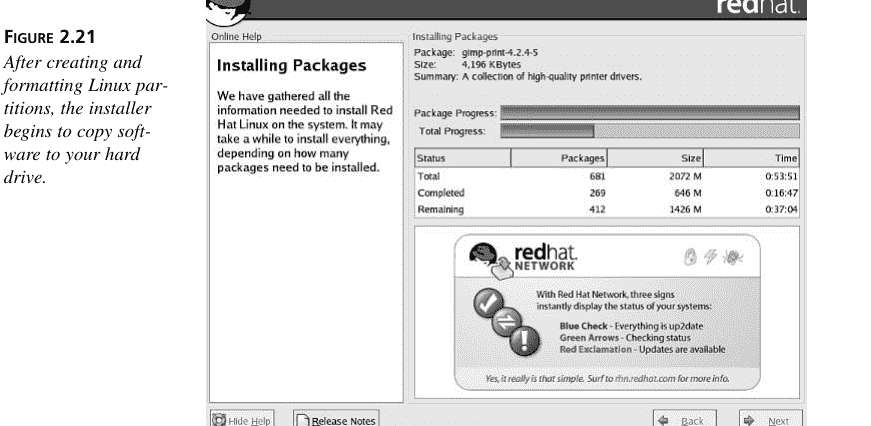 FIGURE 2.21
After creating and
formatting Linux par-
titions, the installer
begins to copy soft-
ware to your hard
drive.
redhat.
Online Help
Installing Packages
We have gathered all the
information needed to install Red
Hat Linux on the system. It may
take a while to install everything,
depending on how many
packages need to be installed.
Installing Packages
Package: gimp-print-4.2.4-5
Size: 4,196 KBytes
Summary: A collection of high-quality printer drivers.
Package Progress:
Total Progress:
Status Packages Size Time
Total 681 2072 M 0:53:51
Completed 269 646 M 0:16:47
Remaining 412 1426 M 0:37:04
redhat.
NETWORK
With Red Hat Network, three signs
instantly display the status of your systems:
Blue Check - Everything is up2date
Green Arrows - Checking status
Red Exclamation - Updates are available
Yes, it really is that simple. Surf to rhn.redhat.com for more info.
Hide Help Release Notes Back Next